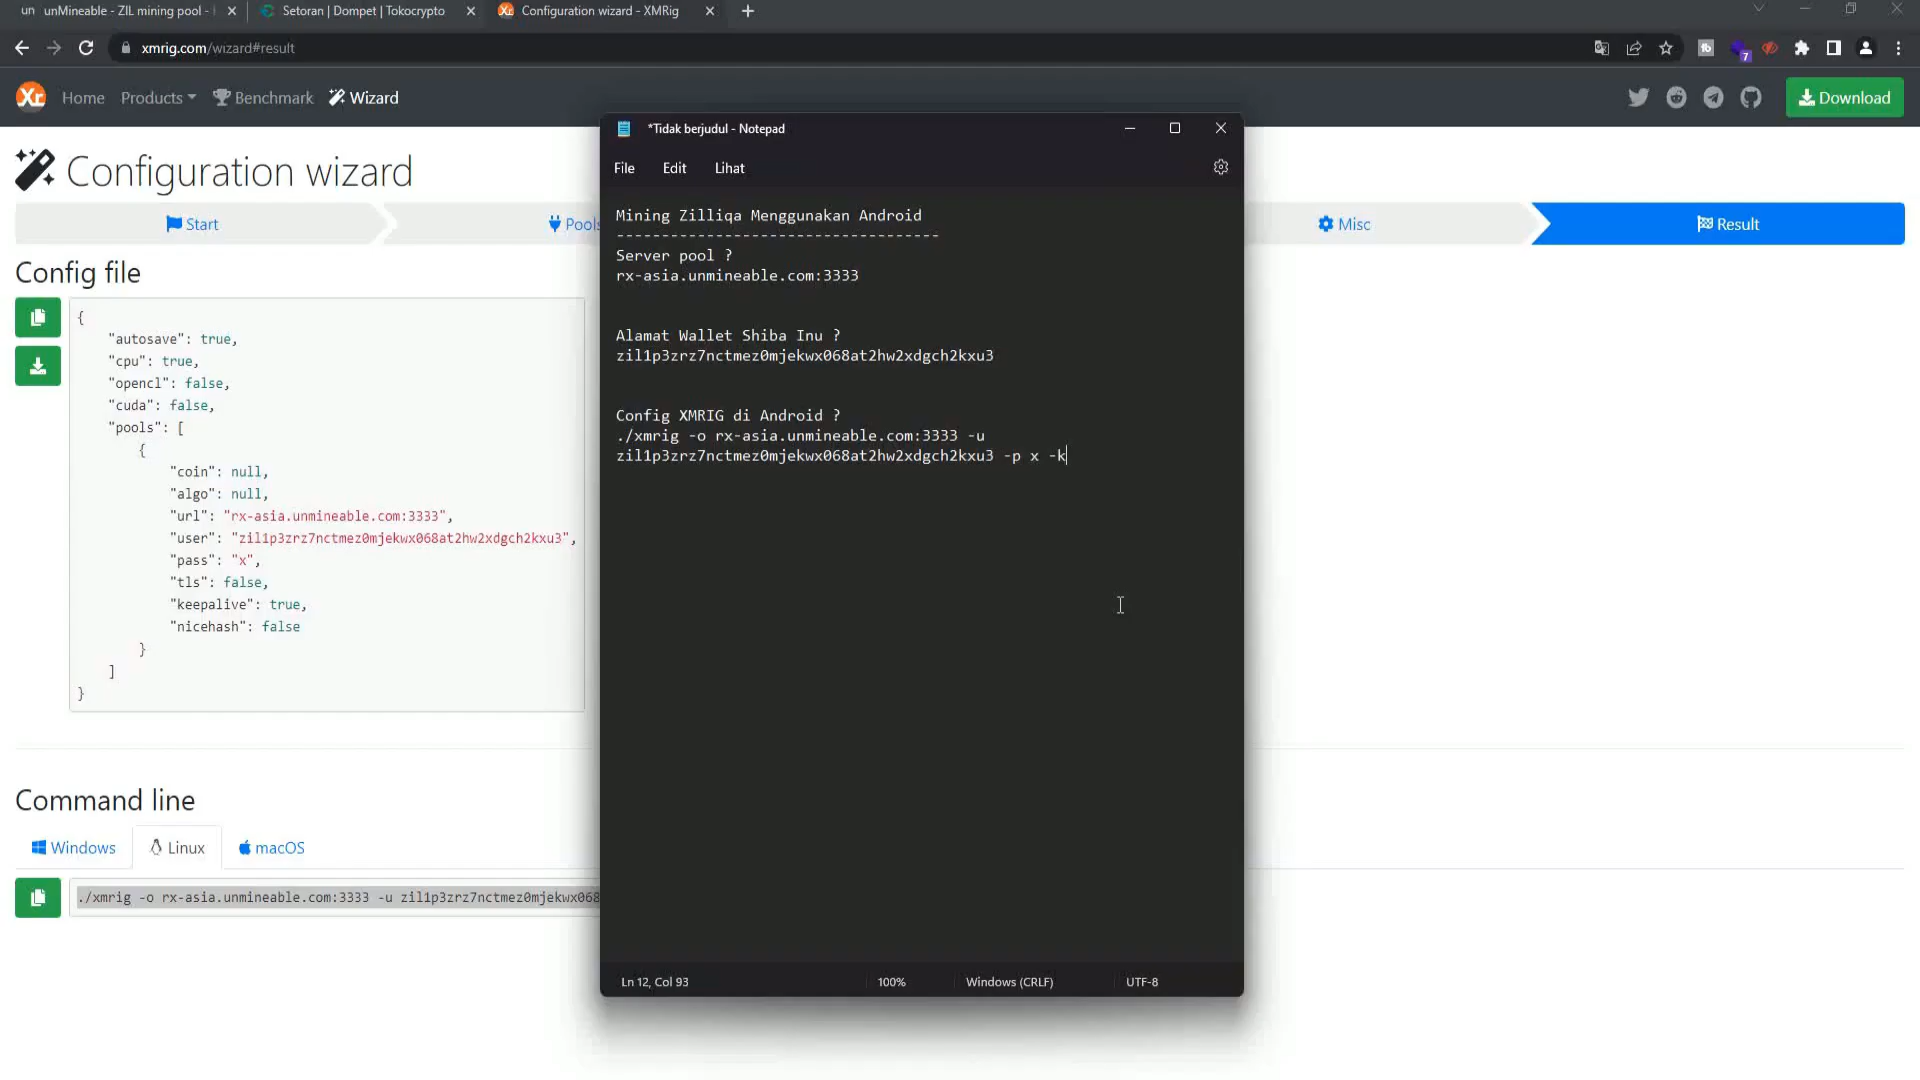 un unMineable - ZIL mining pool -
Setoran | Dompet | Tokocrypto
Configuration wizard - XMRig
xmrig.com/wizard#result
7
Xr
Home
Products
Benchmark
Wizard
Download
Configuration wizard
Start
Pools
Misc
Result
Config file
{
"autosave": true,
"cpu": true,
"opencl": false,
"cuda": false,
"pools": [
{
"coin": null,
"algo": null,
"url": "rx-asia.unmineable.com:3333",
"user": "zil1p3zrz7nctmez0mjekwx068at2hw2xdgch2kxu3",
"pass": "x",
"tls": false,
"keepalive": true,
"nicehash": false
}
]
}
Command line
Windows
Linux
macOS
./xmrig -o rx-asia.unmineable.com:3333 -u zil1p3zrz7nctmez0mjekwx068
*Tidak berjudul - Notepad
File
Edit
Lihat
Mining Zilliqa Menggunakan Android
------------------------------------
Server pool ?
rx-asia.unmineable.com:3333
Alamat Wallet Shiba Inu ?
zil1p3zrz7nctmez0mjekwx068at2hw2xdgch2kxu3
Config XMRIG di Android ?
./xmrig -o rx-asia.unmineable.com:3333 -u
zil1p3zrz7nctmez0mjekwx068at2hw2xdgch2kxu3 -p x -k
Ln 12, Col 93
100%
Windows (CRLF)
UTF-8